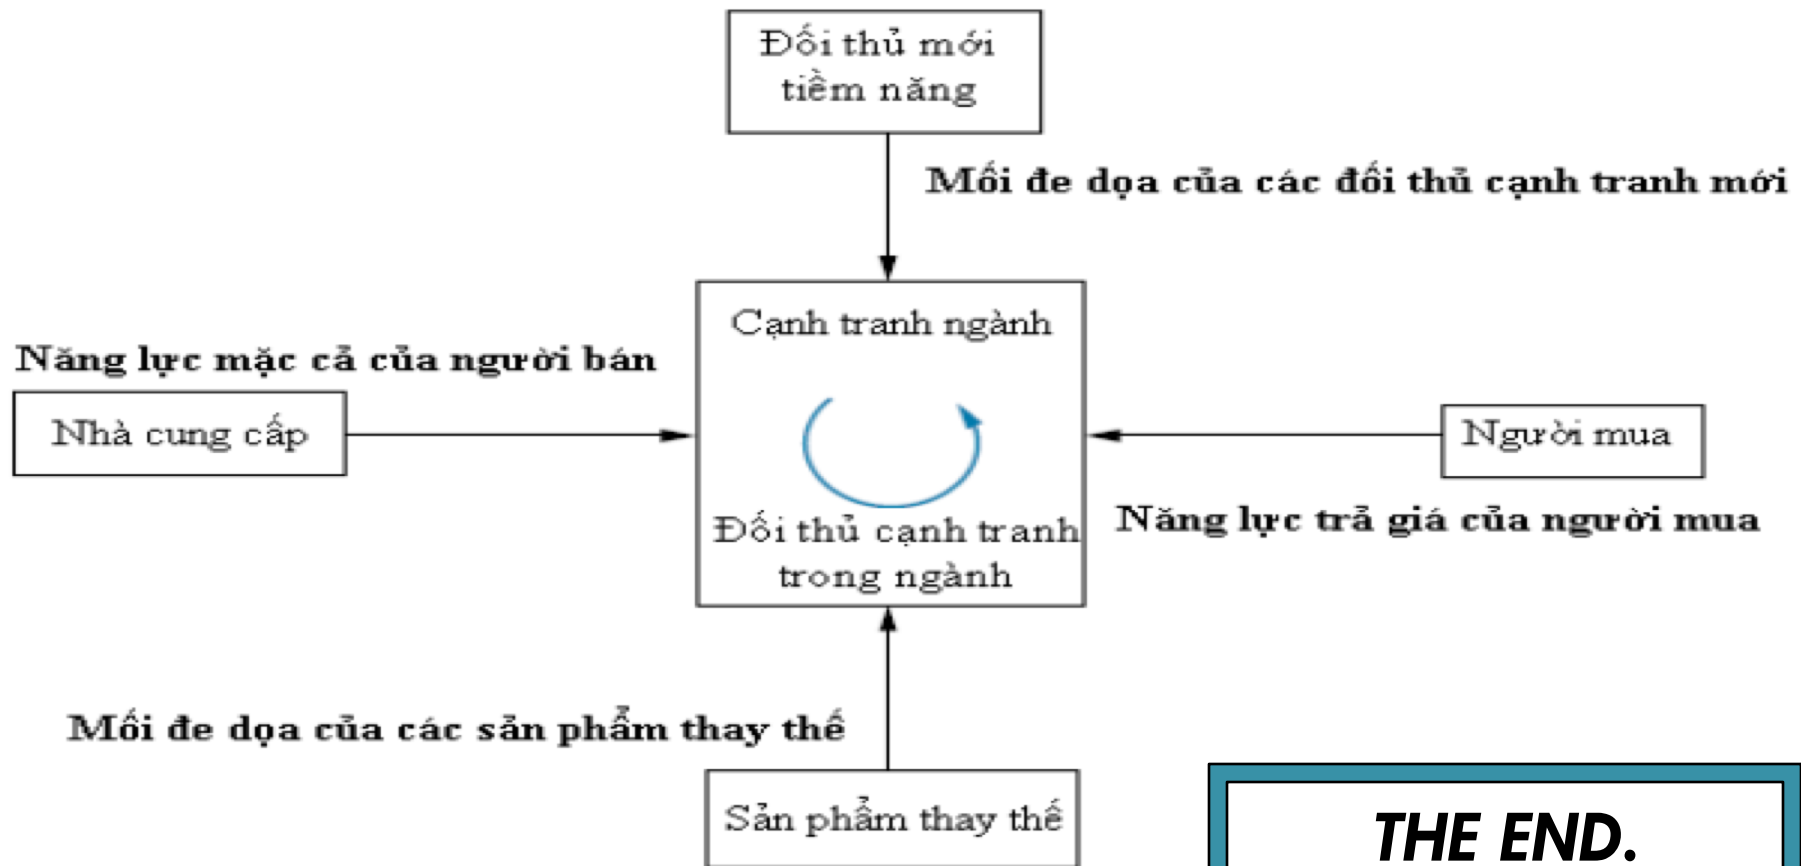 Đối thủ mới
tiềm năng
Mối đe dọa của các đối thủ cạnh tranh mới
Cạnh tranh ngành
Năng lực mặc cả của người bán
Nhà cung cấp
Người mua
Đối thủ cạnh tranh
trong ngành
Năng lực trả giá của người mua
Mối đe dọa của các sản phẩm thay thế
Sản phẩm thay thế
THE END.